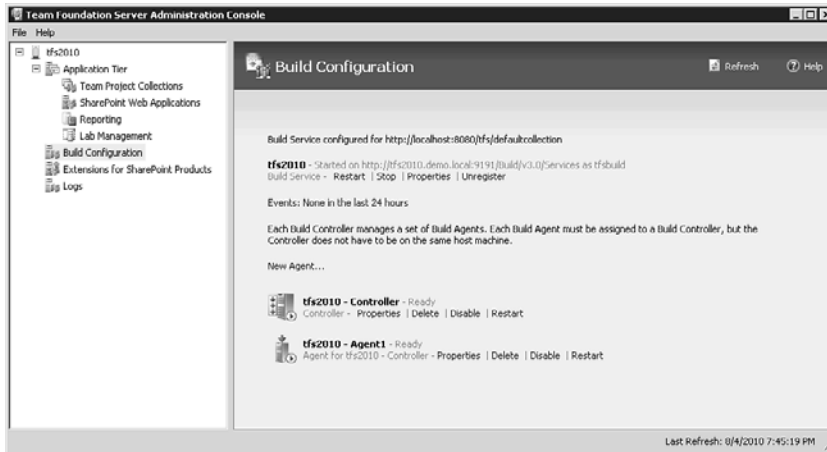 Team Foundation Server Administration Console
File Help
tfs2010
Application Tier
Team Project Collections
SharePoint Web Applications
Reporting
Lab Management
Build Configuration
Extensions for SharePoint Products
Logs
Build Configuration
Refresh
Help
Build Service configured for http://localhost:8080/tfs/defaultcollection
tfs2010 - Started on http://tfs2010.demo.local:9191/Build/v3.0/Services as tfsbuild
Build Service - Restart | Stop | Properties | Unregister
Events: None in the last 24 hours
Each Build Controller manages a set of Build Agents. Each Build Agent must be assigned to a Build Controller, but the
Controller does not have to be on the same host machine.
New Agent...
tfs2010 - Controller - Ready
Controller - Properties | Delete | Disable | Restart
tfs2010 - Agent1 - Ready
Agent for tfs2010 - Controller - Properties | Delete | Disable | Restart
Last Refresh: 8/4/2010 7:45:19 PM